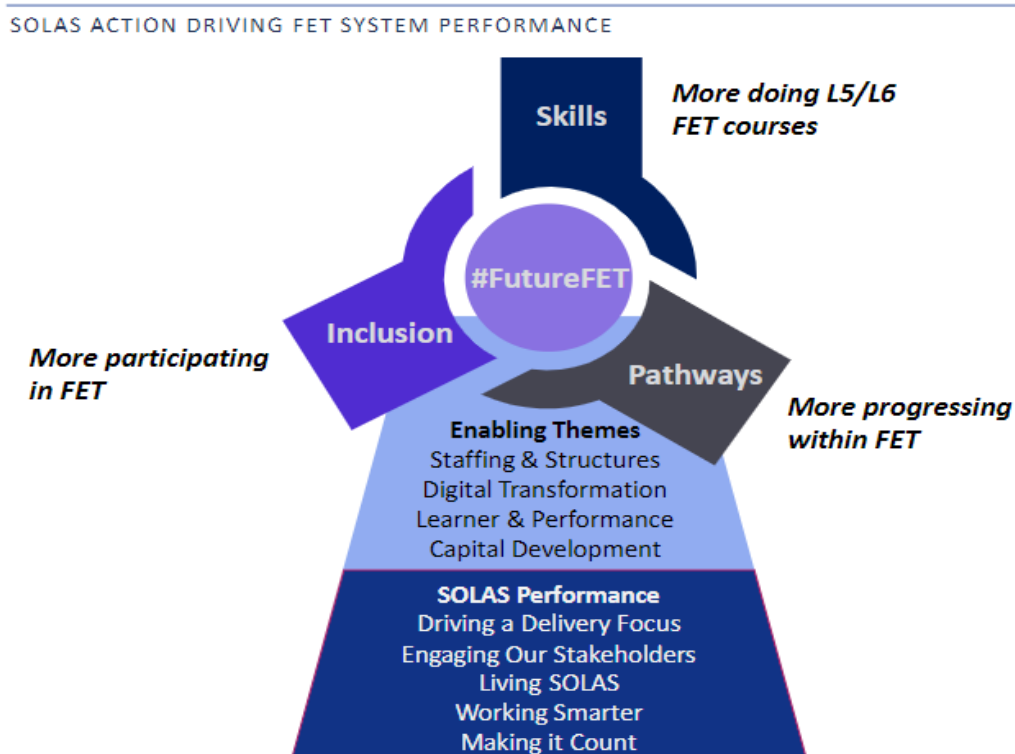 SOLAS ACTION DRIVING FET SYSTEM PERFORMANCE
Skills
More doing L5/L6
FET courses
#FutureFET
Inclusion
More participating
in FET
Pathways
More progressing
within FET
Enabling Themes
Staffing & Structures
Digital Transformation
Learner & Performance
Capital Development
SOLAS Performance
Driving a Delivery Focus
Engaging Our Stakeholders
Living SOLAS
Working Smarter
Making it Count